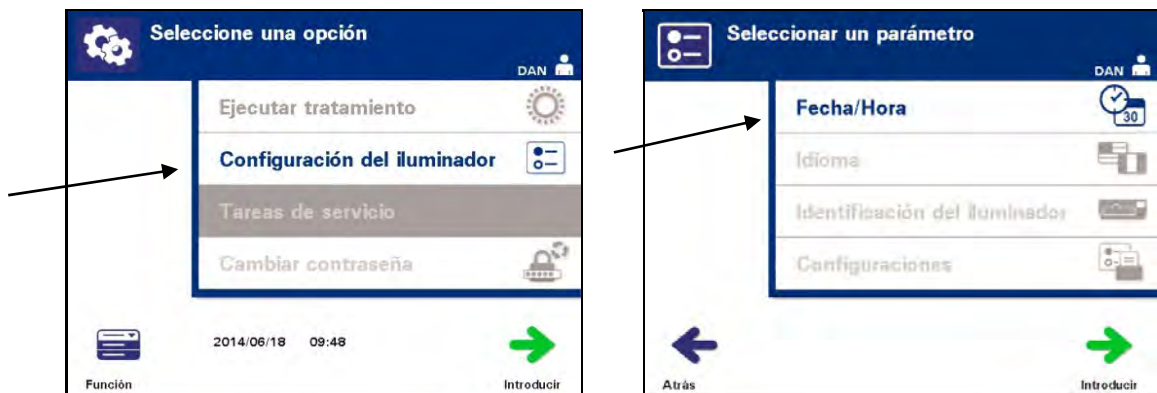 Seleccione una opción
DAN
Ejecutar tratamiento
Configuración del iluminador
Tareas de servicio
Cambiar contraseña
Función
2014/06/18 09:48
Introducir
Seleccionar un parámetro
DAN
Fecha/Hora
30
Idioma
Identificación del iluminador
Configuraciones
Atràs
Introducir